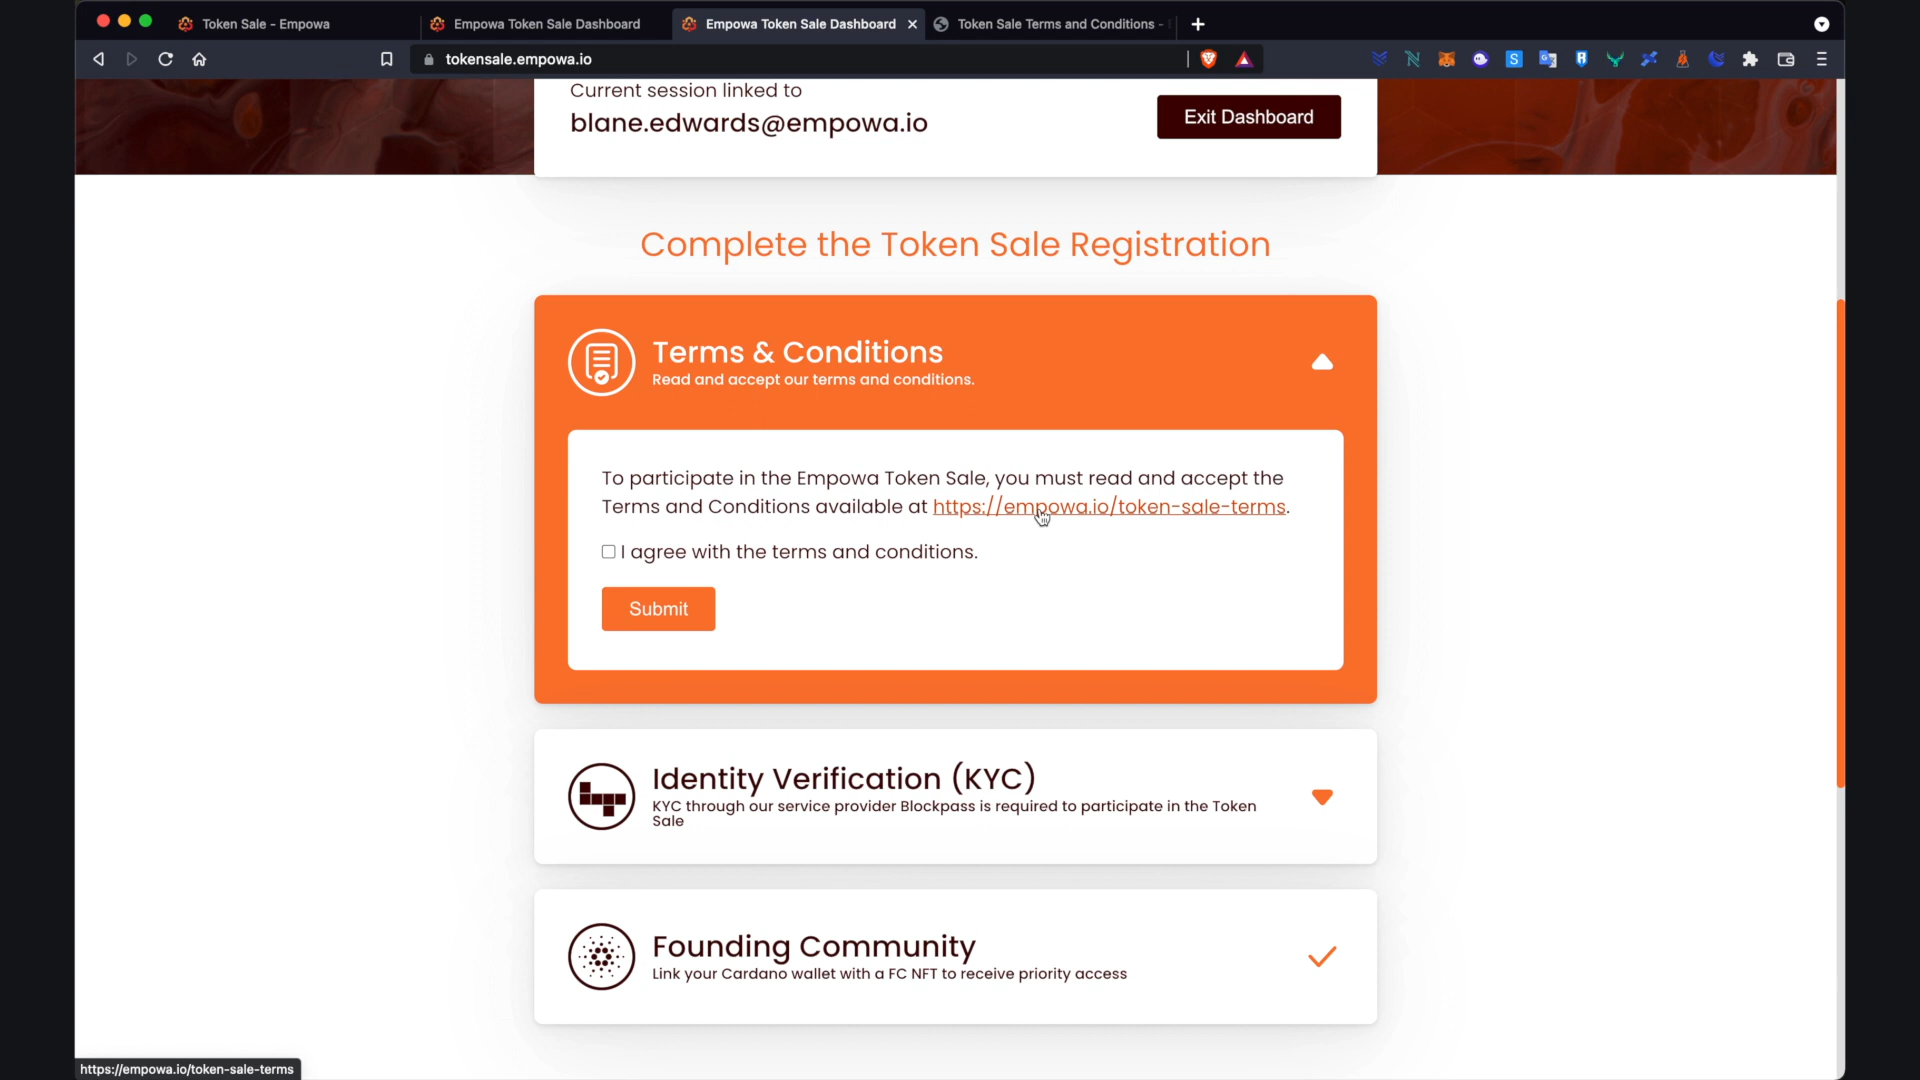 Token Sale - Empowa
Empowa Token Sale Dashboard
Empowa Token Sale Dashboard
Token Sale Terms and Conditions -
tokensale.empowa.io
Current session linked to
blane.edwards@empowa.io
Exit Dashboard
Complete the Token Sale Registration
Terms & Conditions
Read and accept our terms and conditions.
To participate in the Empowa Token Sale, you must read and accept the
Terms and Conditions available at https://empowa.io/token-sale-terms.
I agree with the terms and conditions.
Submit
Identity Verification (KYC)
KYC through our service provider Blockpass is required to participate in the Token
Sale
Founding Community
Link your Cardano wallet with a FC NFT to receive priority access
https://empowa.io/token-sale-terms